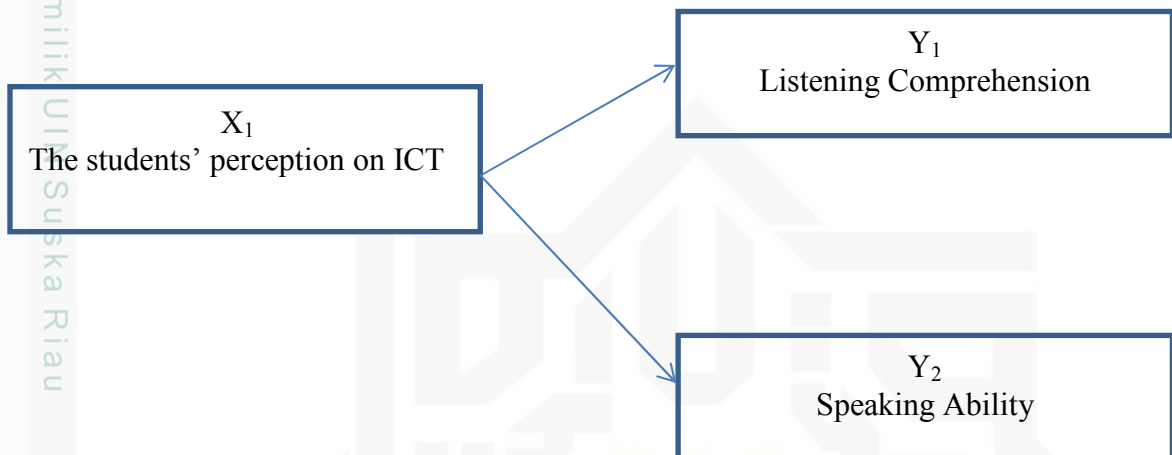 milik UIN Suska Riau
X₁
The students’ perception on ICT
Y₁
Listening Comprehension
Y₂
Speaking Ability